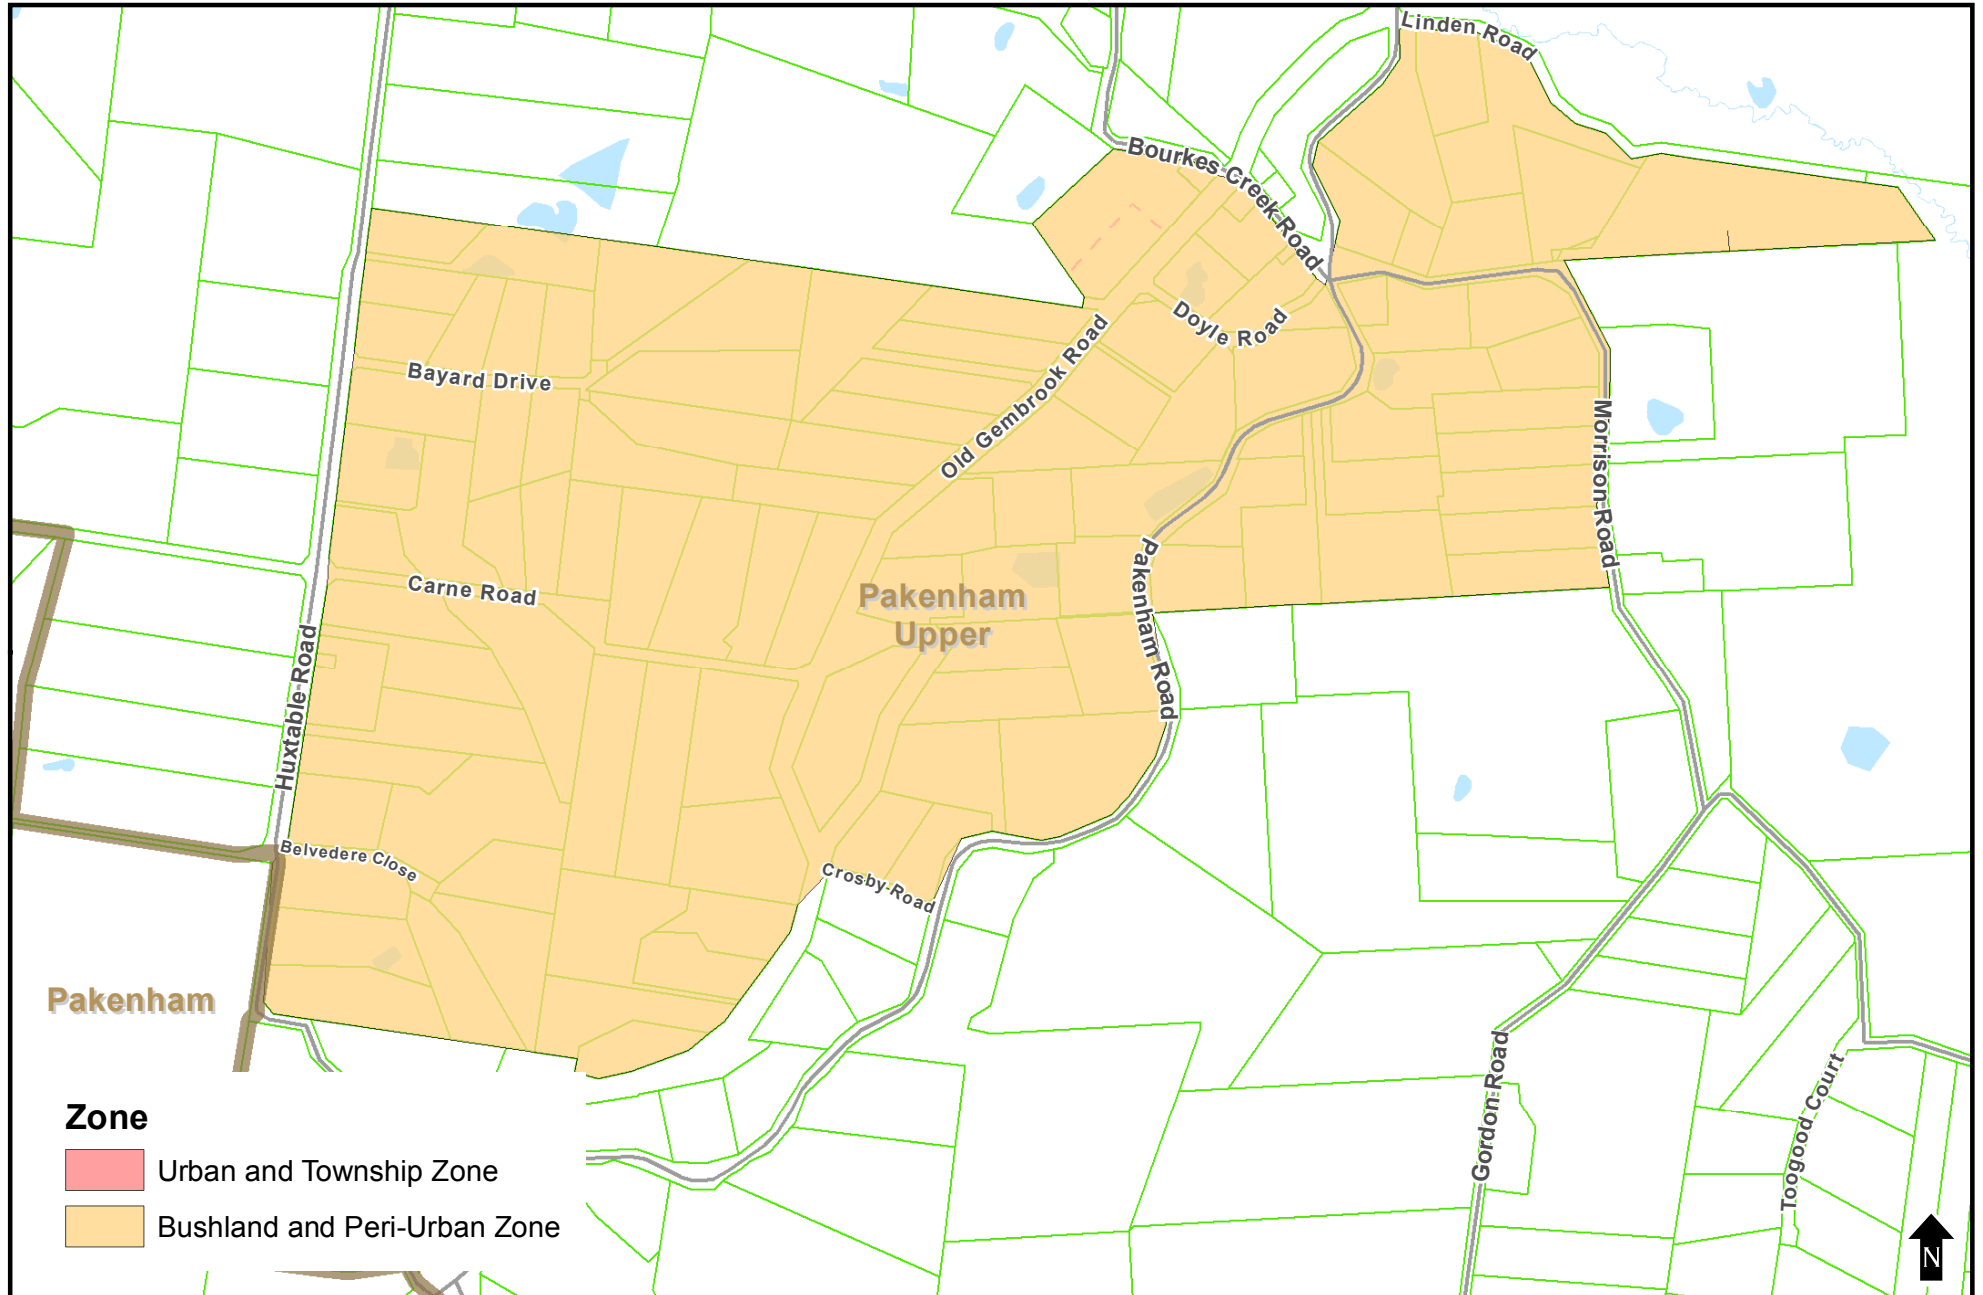 Linden Road
Bourkes Creek Road
Doyle Road
Old Gembrook Road
Bayard Drive
Morrison Road
Carne Road
Pakenham
Upper
Pakenham Road
Huxtable Road
Belvedere Close
Crosby Road
Pakenham
Gordon Road
Toogood Court
Zone
Urban and Township Zone
Bushland and Peri-Urban Zone
N